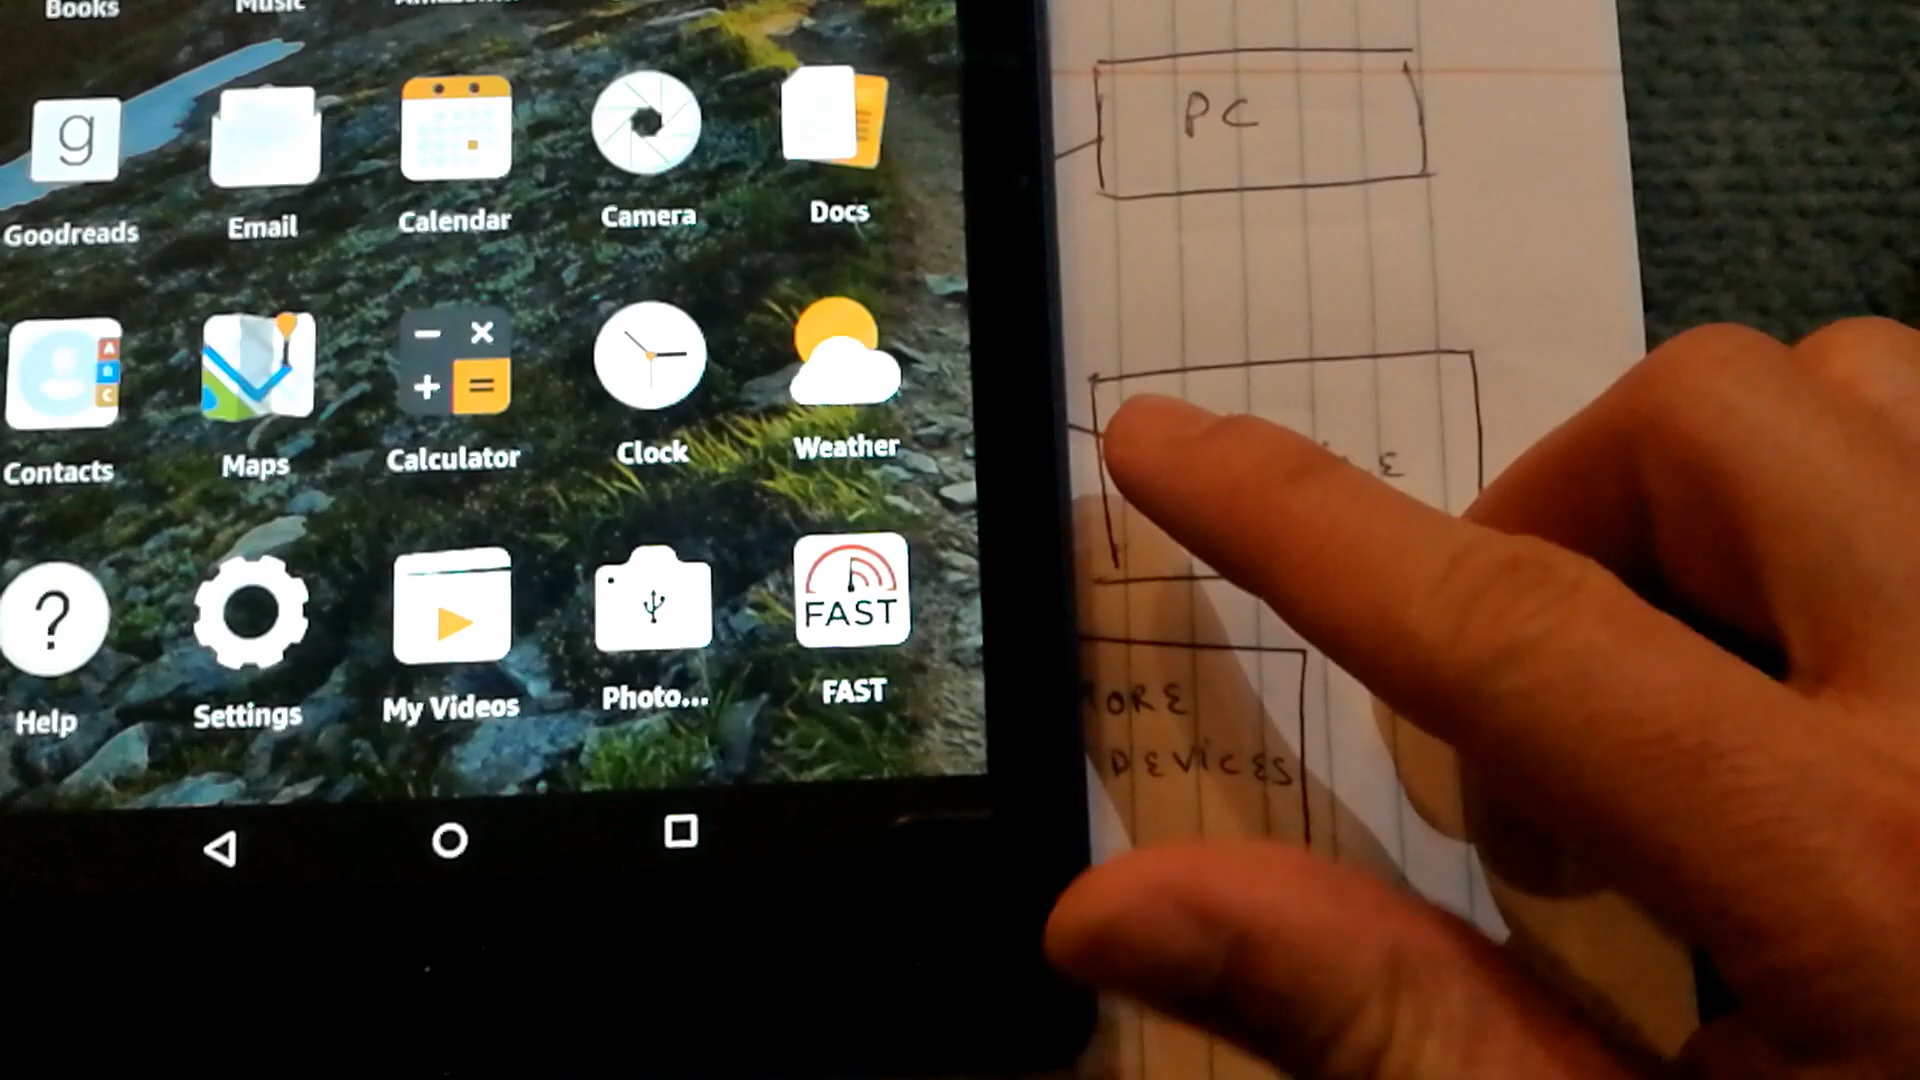 Books
Music
g
Goodreads
Email
Calendar
Camera
Docs
A
B
C
Contacts
Maps
Calculator
Clock
Weather
?
Help
Settings
My Videos
Photo...
FAST
FAST
PC
DEVICES